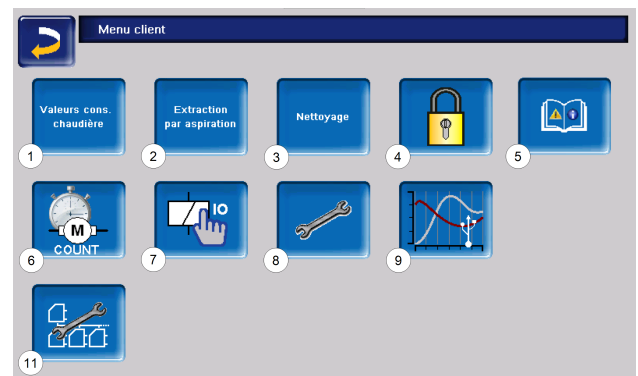 Menu client
Valeurs cons.
chaudière
Extraction
par aspiration
Nettoyage
1
2
3
4
5
M
COUNT
IO
6
7
8
9
11